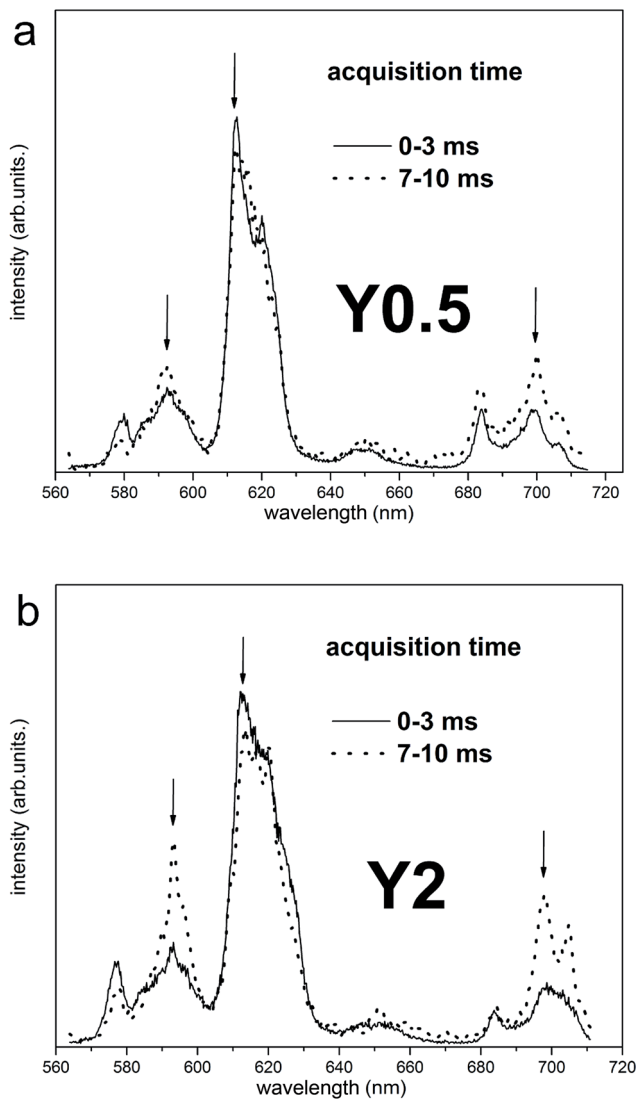 a
acquisition time
0-3 ms
7-10 ms
Y0.5
intensity (arb.units.)
560 580 600 620 640 660 680 700 720
wavelength (nm)
b
acquisition time
0-3 ms
7-10 ms
Y2
intensity (arb.units.)
560 580 600 620 640 660 680 700 720
wavelength (nm)